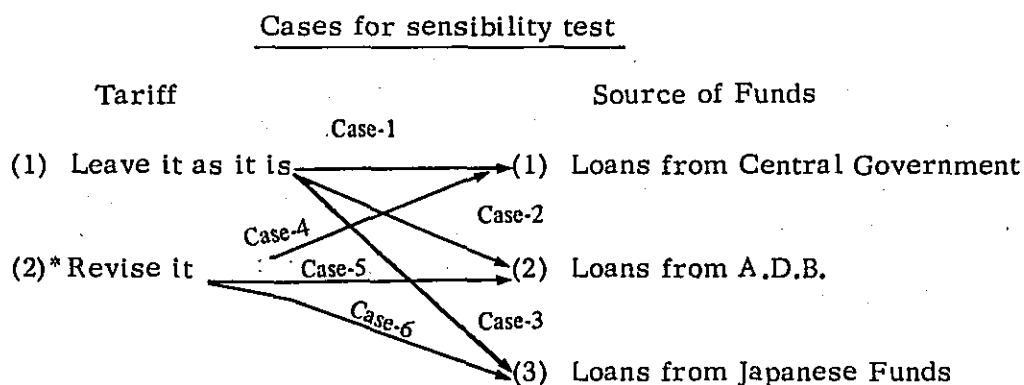 Cases for sensibility test
Tariff Source of Funds
Case-1
(1) Leave it as it is (1) Loans from Central Government
Case-4 Case-2
(2)* Revise it Case-5 (2) Loans from A.D.B.
Case-6 Case-3
(3) Loans from Japanese Funds